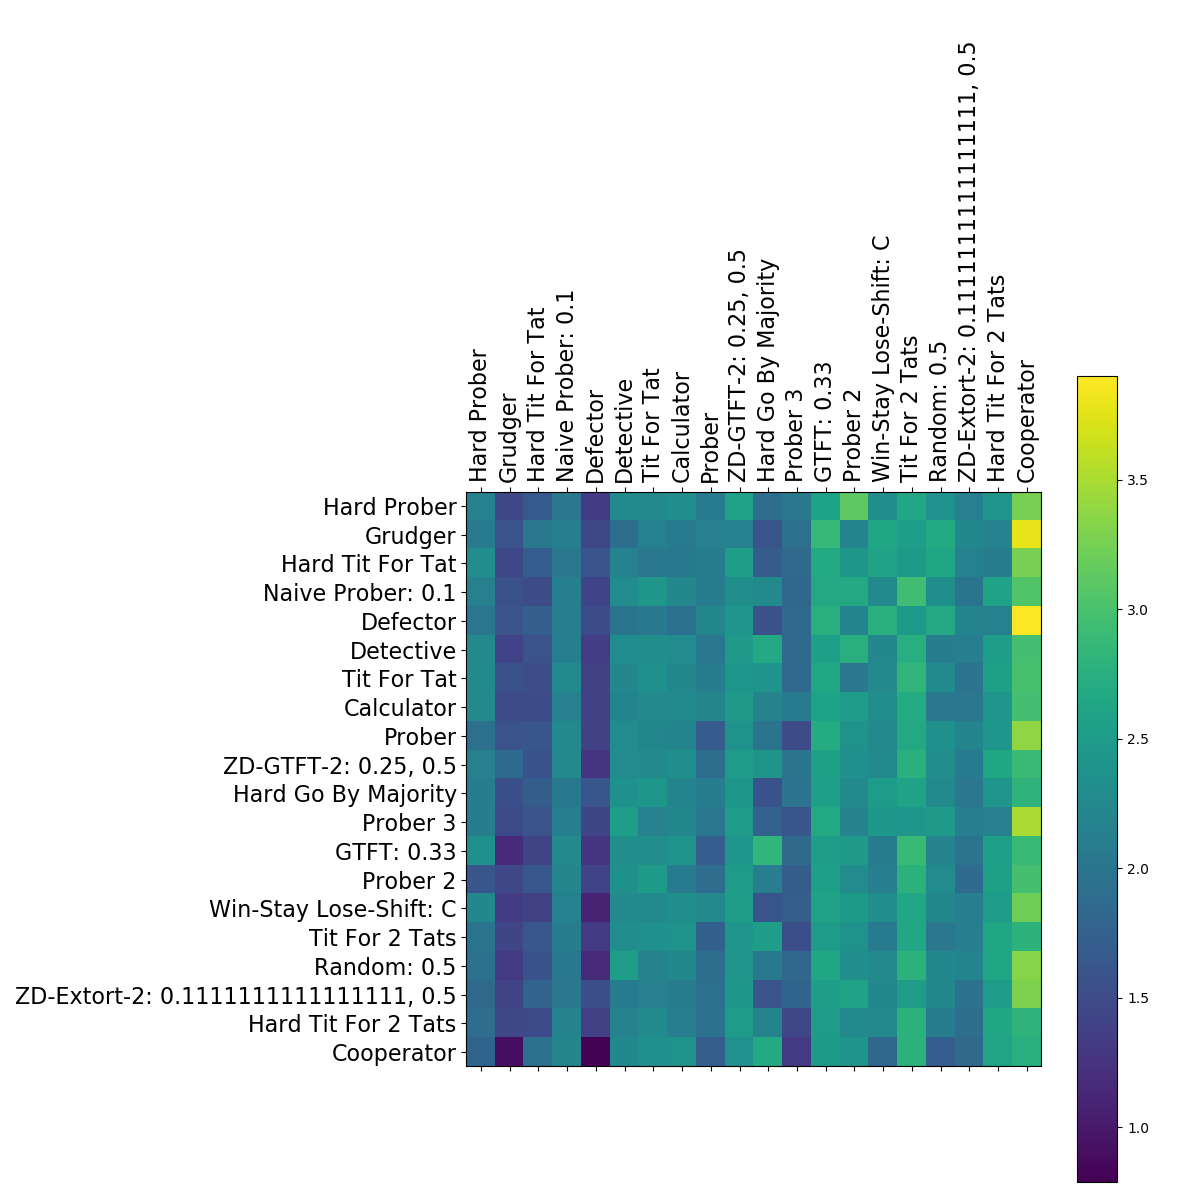 Hard Prober
Grudger
Hard Tit For Tat
Naive Prober: 0.1
Defector
Detective
Tit For Tat
Calculator
Prober
ZD-GTFT-2: 0.25, 0.5
Hard Go By Majority
Prober 3
GTFT: 0.33
Prober 2
Win-Stay Lose-Shift: C
Tit For 2 Tats
Random: 0.5
ZD-Extort-2: 0.1111111111111111, 0.5
Hard Tit For 2 Tats
Cooperator
Hard Prober
Grudger
Hard Tit For Tat
Naive Prober: 0.1
Defector
Detective
Tit For Tat
Calculator
Prober
ZD-GTFT-2: 0.25, 0.5
Hard Go By Majority
Prober 3
GTFT: 0.33
Prober 2
Win-Stay Lose-Shift: C
Tit For 2 Tats
Random: 0.5
ZD-Extort-2: 0.1111111111111111, 0.5
Hard Tit For 2 Tats
Cooperator
3.5
3.0
2.5
2.0
1.5
1.0